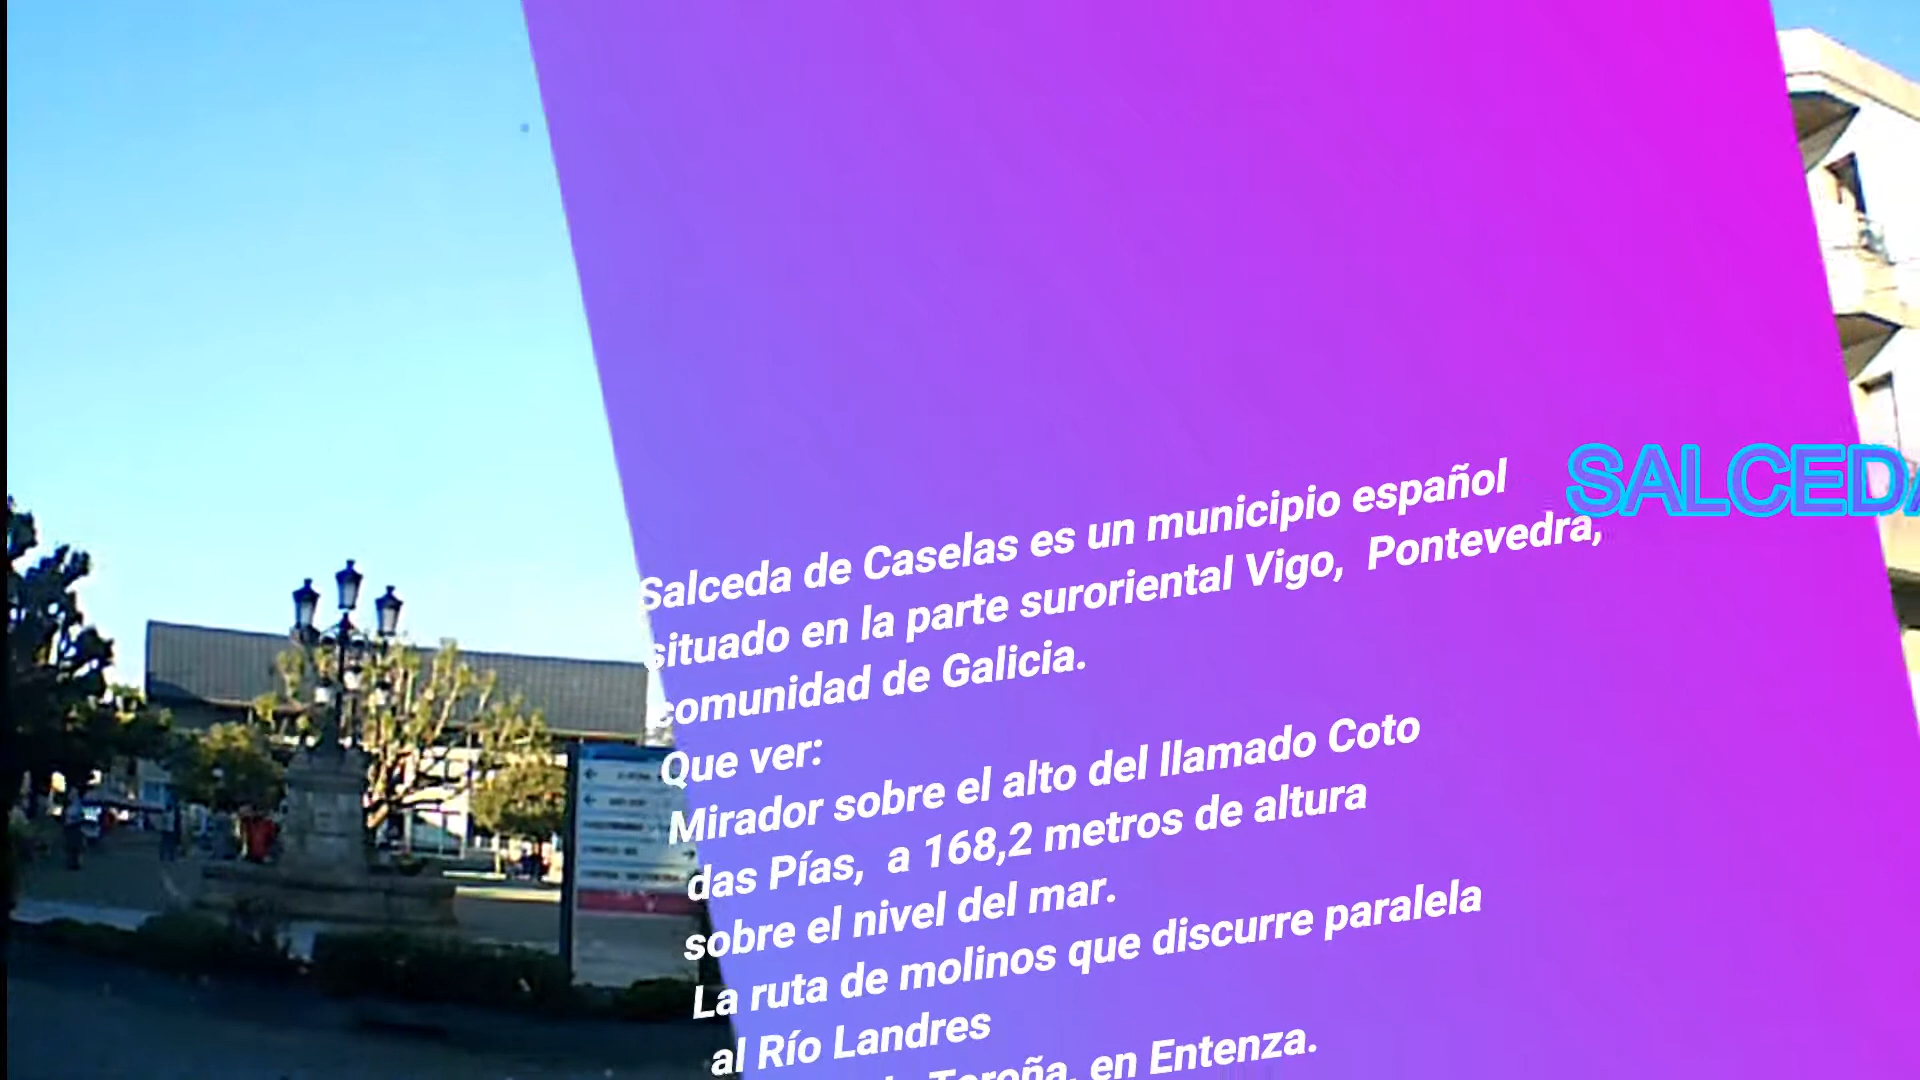 Salceda de Caselas es un municipio español
situado en la parte suroriental Vigo,  Pontevedra,
comunidad de Galicia.
Que ver:
Mirador sobre el alto del llamado Coto
das Pías,  a 168,2 metros de altura
sobre el nivel del mar.
La ruta de molinos que discurre paralela
al Río Landres
Toroña, en Entenza.
SALCEDA